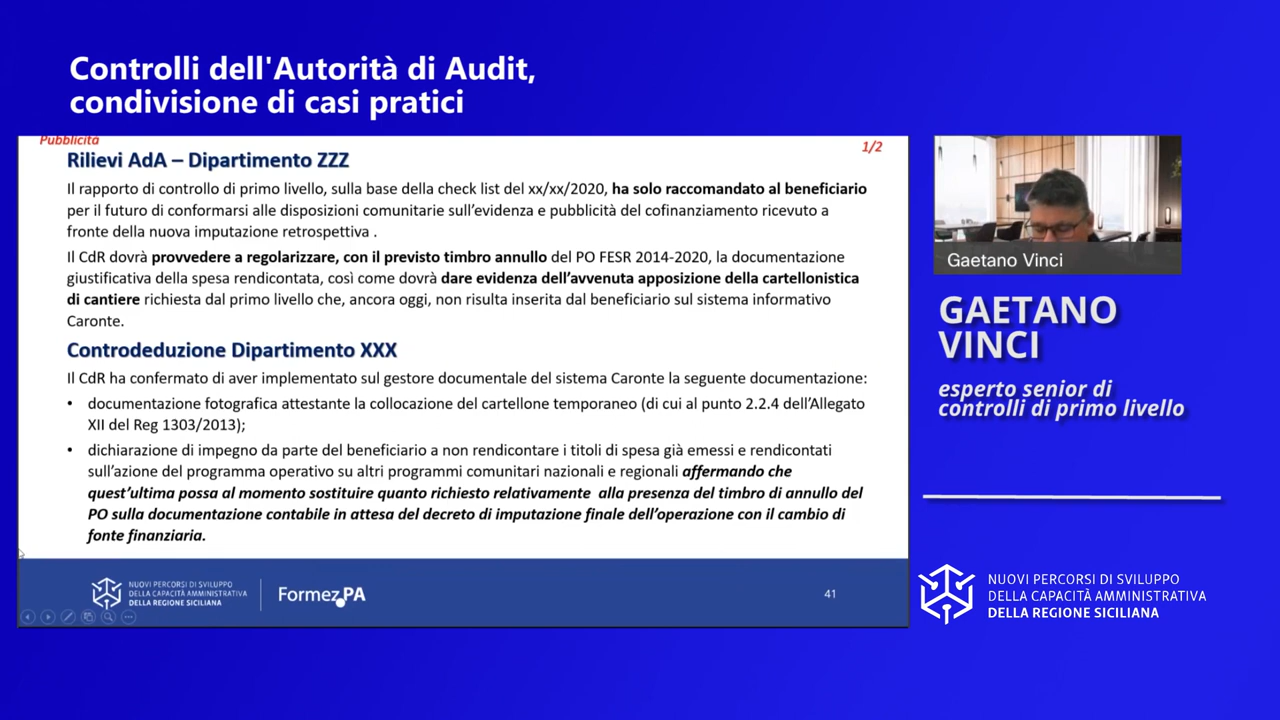 Controlli dell'Autorità di Audit,
condivisione di casi pratici
Pubblicità
1/2
Rilievi AdA – Dipartimento ZZZ
Il rapporto di controllo di primo livello, sulla base della check list del xx/xx/2020, ha solo raccomandato al beneficiario
per il futuro di conformarsi alle disposizioni comunitarie sull'evidenza e pubblicità del cofinanziamento ricevuto a
fronte della nuova imputazione retrospettiva .
Il CdR dovrà provvedere a regolarizzare, con il previsto timbro annullo del PO FESR 2014-2020, la documentazione
giustificativa della spesa rendicontata, così come dovrà dare evidenza dell'avvenuta apposizione della cartellonistica
di cantiere richiesta dal primo livello che, ancora oggi, non risulta inserita dal beneficiario sul sistema informativo
Caronte.
Controdeduzione Dipartimento XXX
Il CdR ha confermato di aver implementato sul gestore documentale del sistema Caronte la seguente documentazione:
• documentazione fotografica attestante la collocazione del cartellone temporaneo (di cui al punto 2.2.4 dell'Allegato
XII del Reg 1303/2013);
• dichiarazione di impegno da parte del beneficiario a non rendicontare i titoli di spesa già emessi e rendicontati
sull'azione del programma operativo su altri programmi comunitari nazionali e regionali affermando che
quest'ultima possa al momento sostituire quanto richiesto relativamente alla presenza del timbro di annullo del
PO sulla documentazione contabile in attesa del decreto di imputazione finale dell'operazione con il cambio di
fonte finanziaria.
NUOVI PERCORSI DI SVILUPPO
DELLA CAPACITÀ AMMINISTRATIVA
DELLA REGIONE SICILIANA
FormezPA
41
Gaetano Vinci
GAETANO
VINCI
esperto senior di
controlli di primo livello
NUOVI PERCORSI DI SVILUPPO
DELLA CAPACITÀ AMMINISTRATIVA
DELLA REGIONE SICILIANA